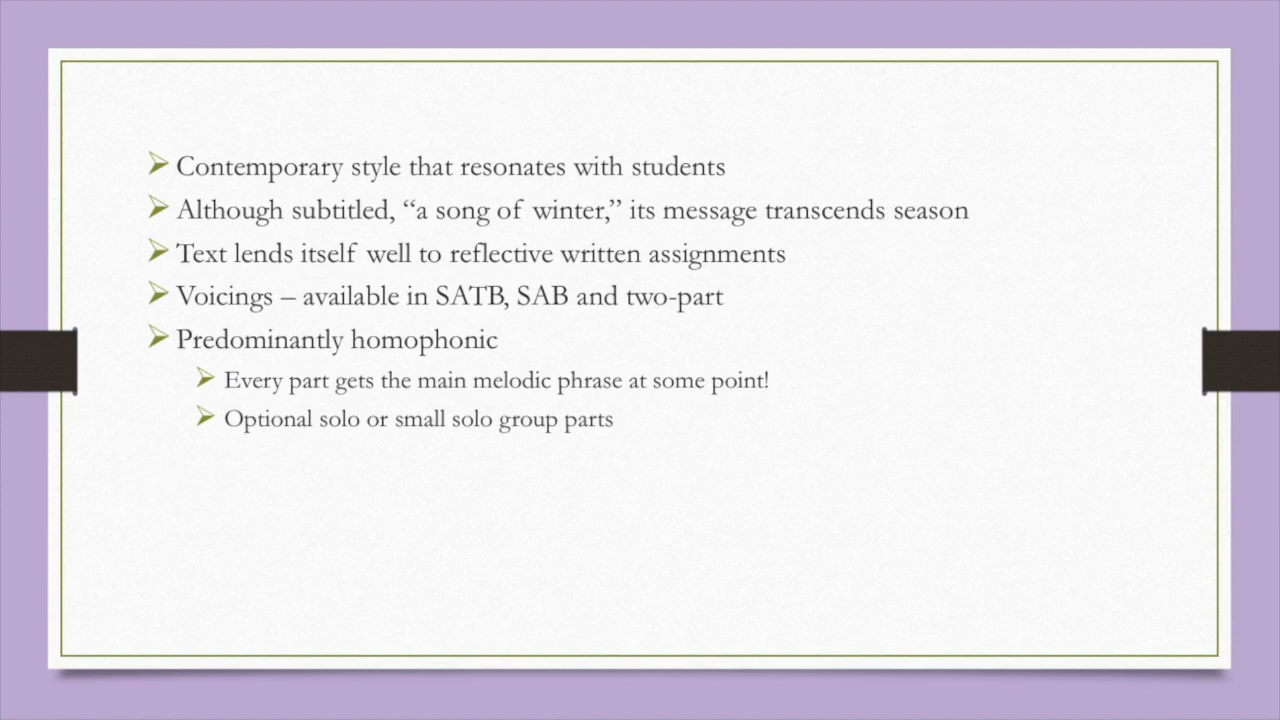 Contemporary style that resonates with students
Although subtitled, “a song of winter,” its message transcends season
Text lends itself well to reflective written assignments
Voicings – available in SATB, SAB and two-part
Predominantly homophonic
Every part gets the main melodic phrase at some point!
Optional solo or small solo group parts